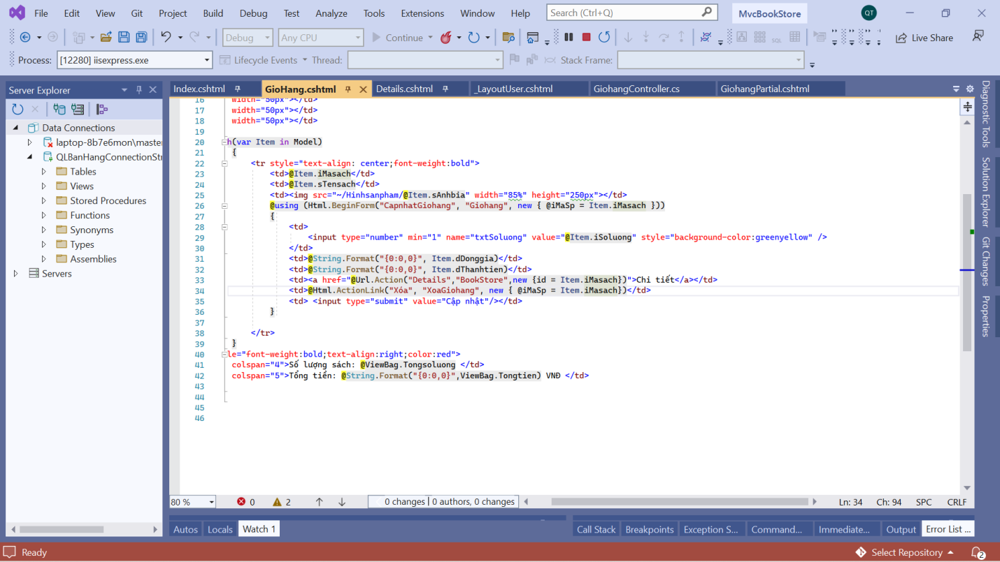 File Edit View Git Project Build Debug Test Analyze Tools Extensions Window Help Search (Ctrl+Q) MvcBookStore QT
Debug Any CPU Continue SQL Live Share
Process: [12280] iisexpress.exe Lifecycle Events Thread: Stack Frame:
Server Explorer
Data Connections
laptop-8b7e6mon\master
QLBanHangConnectionStr
Tables
Views
Stored Procedures
Functions
Synonyms
Types
Assemblies
Servers
Index.cshtml GioHang.cshtml Details.cshtml _LayoutUser.cshtml GiohangController.cs GiohangPartial.cshtml
16 width="50px"></td>
17 width="50px"></td>
18 width="50px"></td>
19
20 h(var Item in Model)
21 {
22 <tr style="text-align: center;font-weight:bold">
23 <td>@Item.iMasach</td>
24 <td>@Item.sTensach</td>
25 <td><img src="~/Hinhsanpham/@Item.sAnhbia" width="85%" height="250px"></td>
26 @using (Html.BeginForm("CapnhatGiohang", "Giohang", new { @iMaSp = Item.iMasach }))
27 {
28 <td>
29 <input type="number" min="1" name="txtSoluong" value="@Item.iSoluong" style="background-color:greenyellow" />
30 </td>
31 <td>@String.Format("{0:0,0}", Item.dDonggia)</td>
32 <td>@String.Format("{0:0,0}", Item.dThanhtien)</td>
33 <td><a href="@Url.Action("Details","BookStore",new {id = Item.iMasach})">Chi tiết</a></td>
34 <td>@Html.ActionLink("Xóa", "XoaGiohang", new { @iMaSp = Item.iMasach})</td>
35 <td> <input type="submit" value="Cập nhật"/></td>
36 }
37
38 </tr>
39 }
40 le="font-weight:bold;text-align:right;color:red">
41 colspan="4">Số lượng sách: @ViewBag.Tongsoluong </td>
42 colspan="5">Tổng tiền: @String.Format("{0:0,0}",ViewBag.Tongtien) VNĐ </td>
43
44
45
46
80 % 0 2 0 changes | 0 authors, 0 changes Ln: 34 Ch: 94 SPC CRLF
Diagnostic Tools
Solution Explorer
Git Changes
Properties
Autos Locals Watch 1 Call Stack Breakpoints Exception S... Command... Immediate... Output Error List ...
Ready Select Repository 2